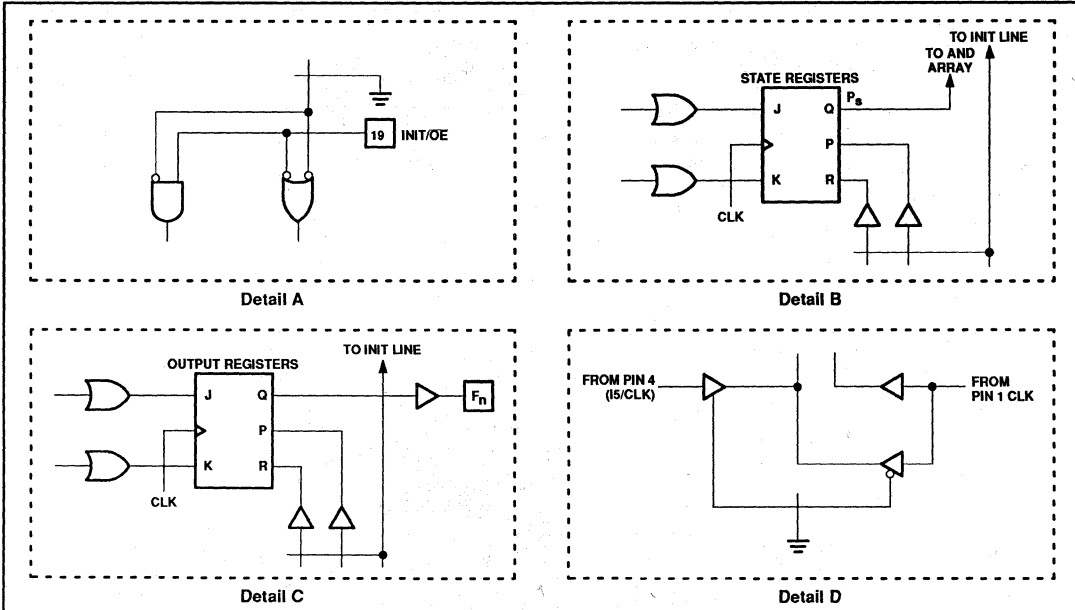 19
INIT/O̅E̅
Detail A
TO INIT LINE
TO AND
ARRAY
STATE REGISTERS
J
Q
Ps
P
K
R
CLK
Detail B
TO INIT LINE
OUTPUT REGISTERS
J
Q
Fn
P
K
R
CLK
Detail C
FROM PIN 4
(I5/CLK)
FROM
PIN 1 CLK
Detail D